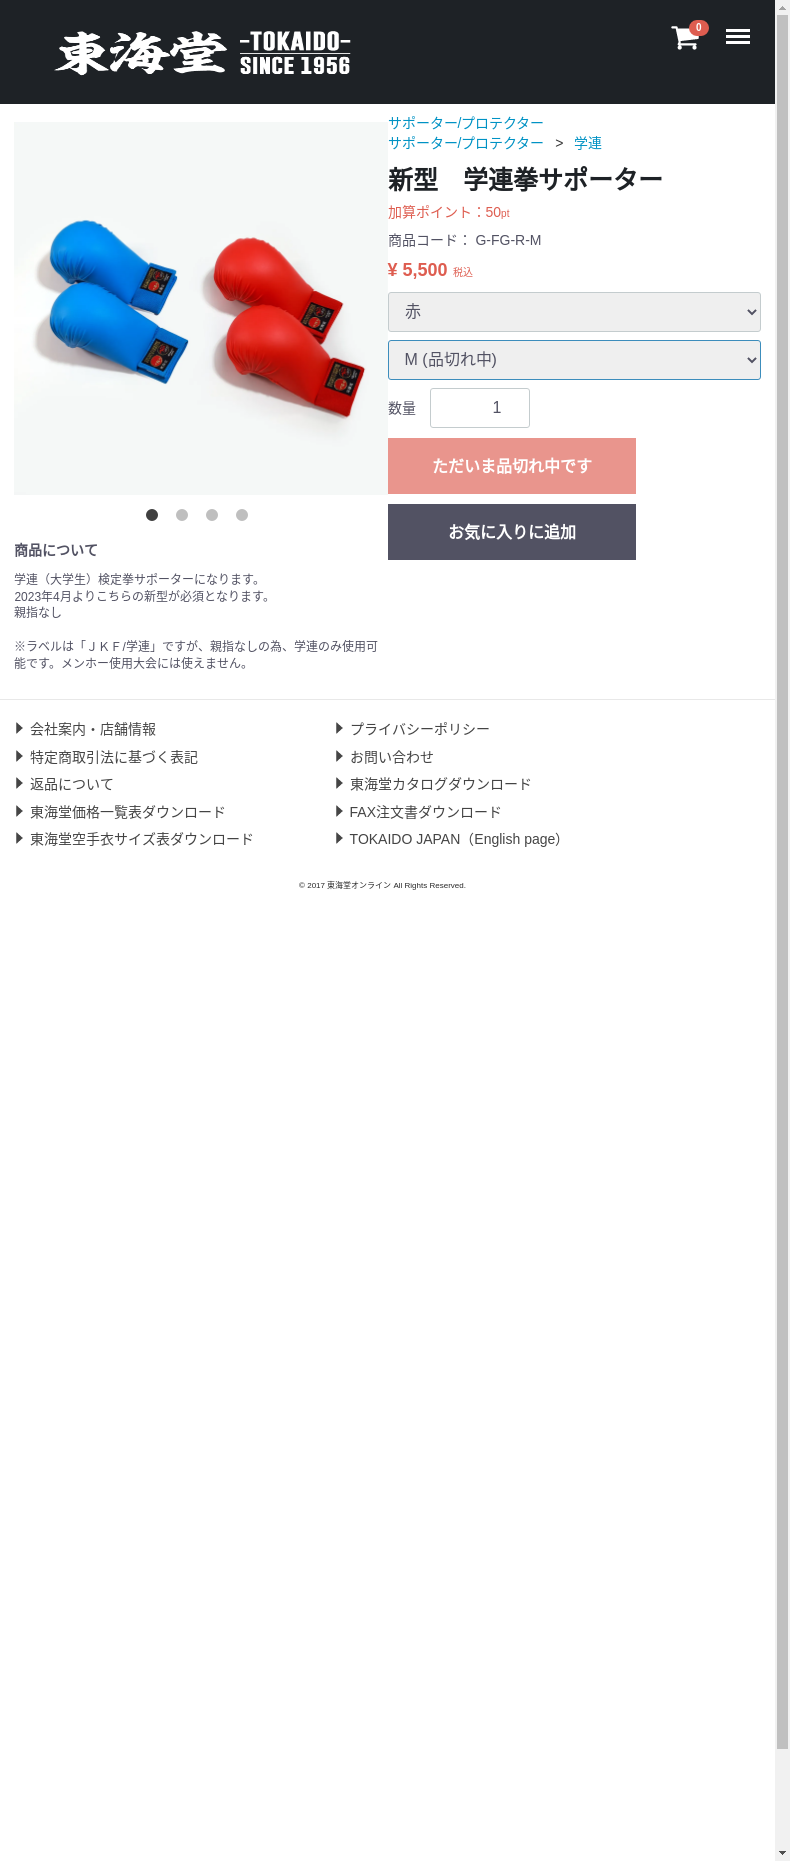 東海堂 -TOKAIDO-
SINCE 1956
0
サポーター/プロテクター
サポーター/プロテクター > 学連
新型　学連拳サポーター
加算ポイント：50pt
商品コード： G-FG-R-M
¥ 5,500 税込
赤
M (品切れ中)
数量 1
ただいま品切れ中です
お気に入りに追加
商品について
学連（大学生）検定拳サポーターになります。
2023年4月よりこちらの新型が必須となります。
親指なし
※ラベルは「ＪＫＦ/学連」ですが、親指なしの為、学連のみ使用可
能です。メンホー使用大会には使えません。
会社案内・店舗情報
プライバシーポリシー
特定商取引法に基づく表記
お問い合わせ
返品について
東海堂カタログダウンロード
東海堂価格一覧表ダウンロード
FAX注文書ダウンロード
東海堂空手衣サイズ表ダウンロード
TOKAIDO JAPAN（English page）
© 2017 東海堂オンライン All Rights Reserved.